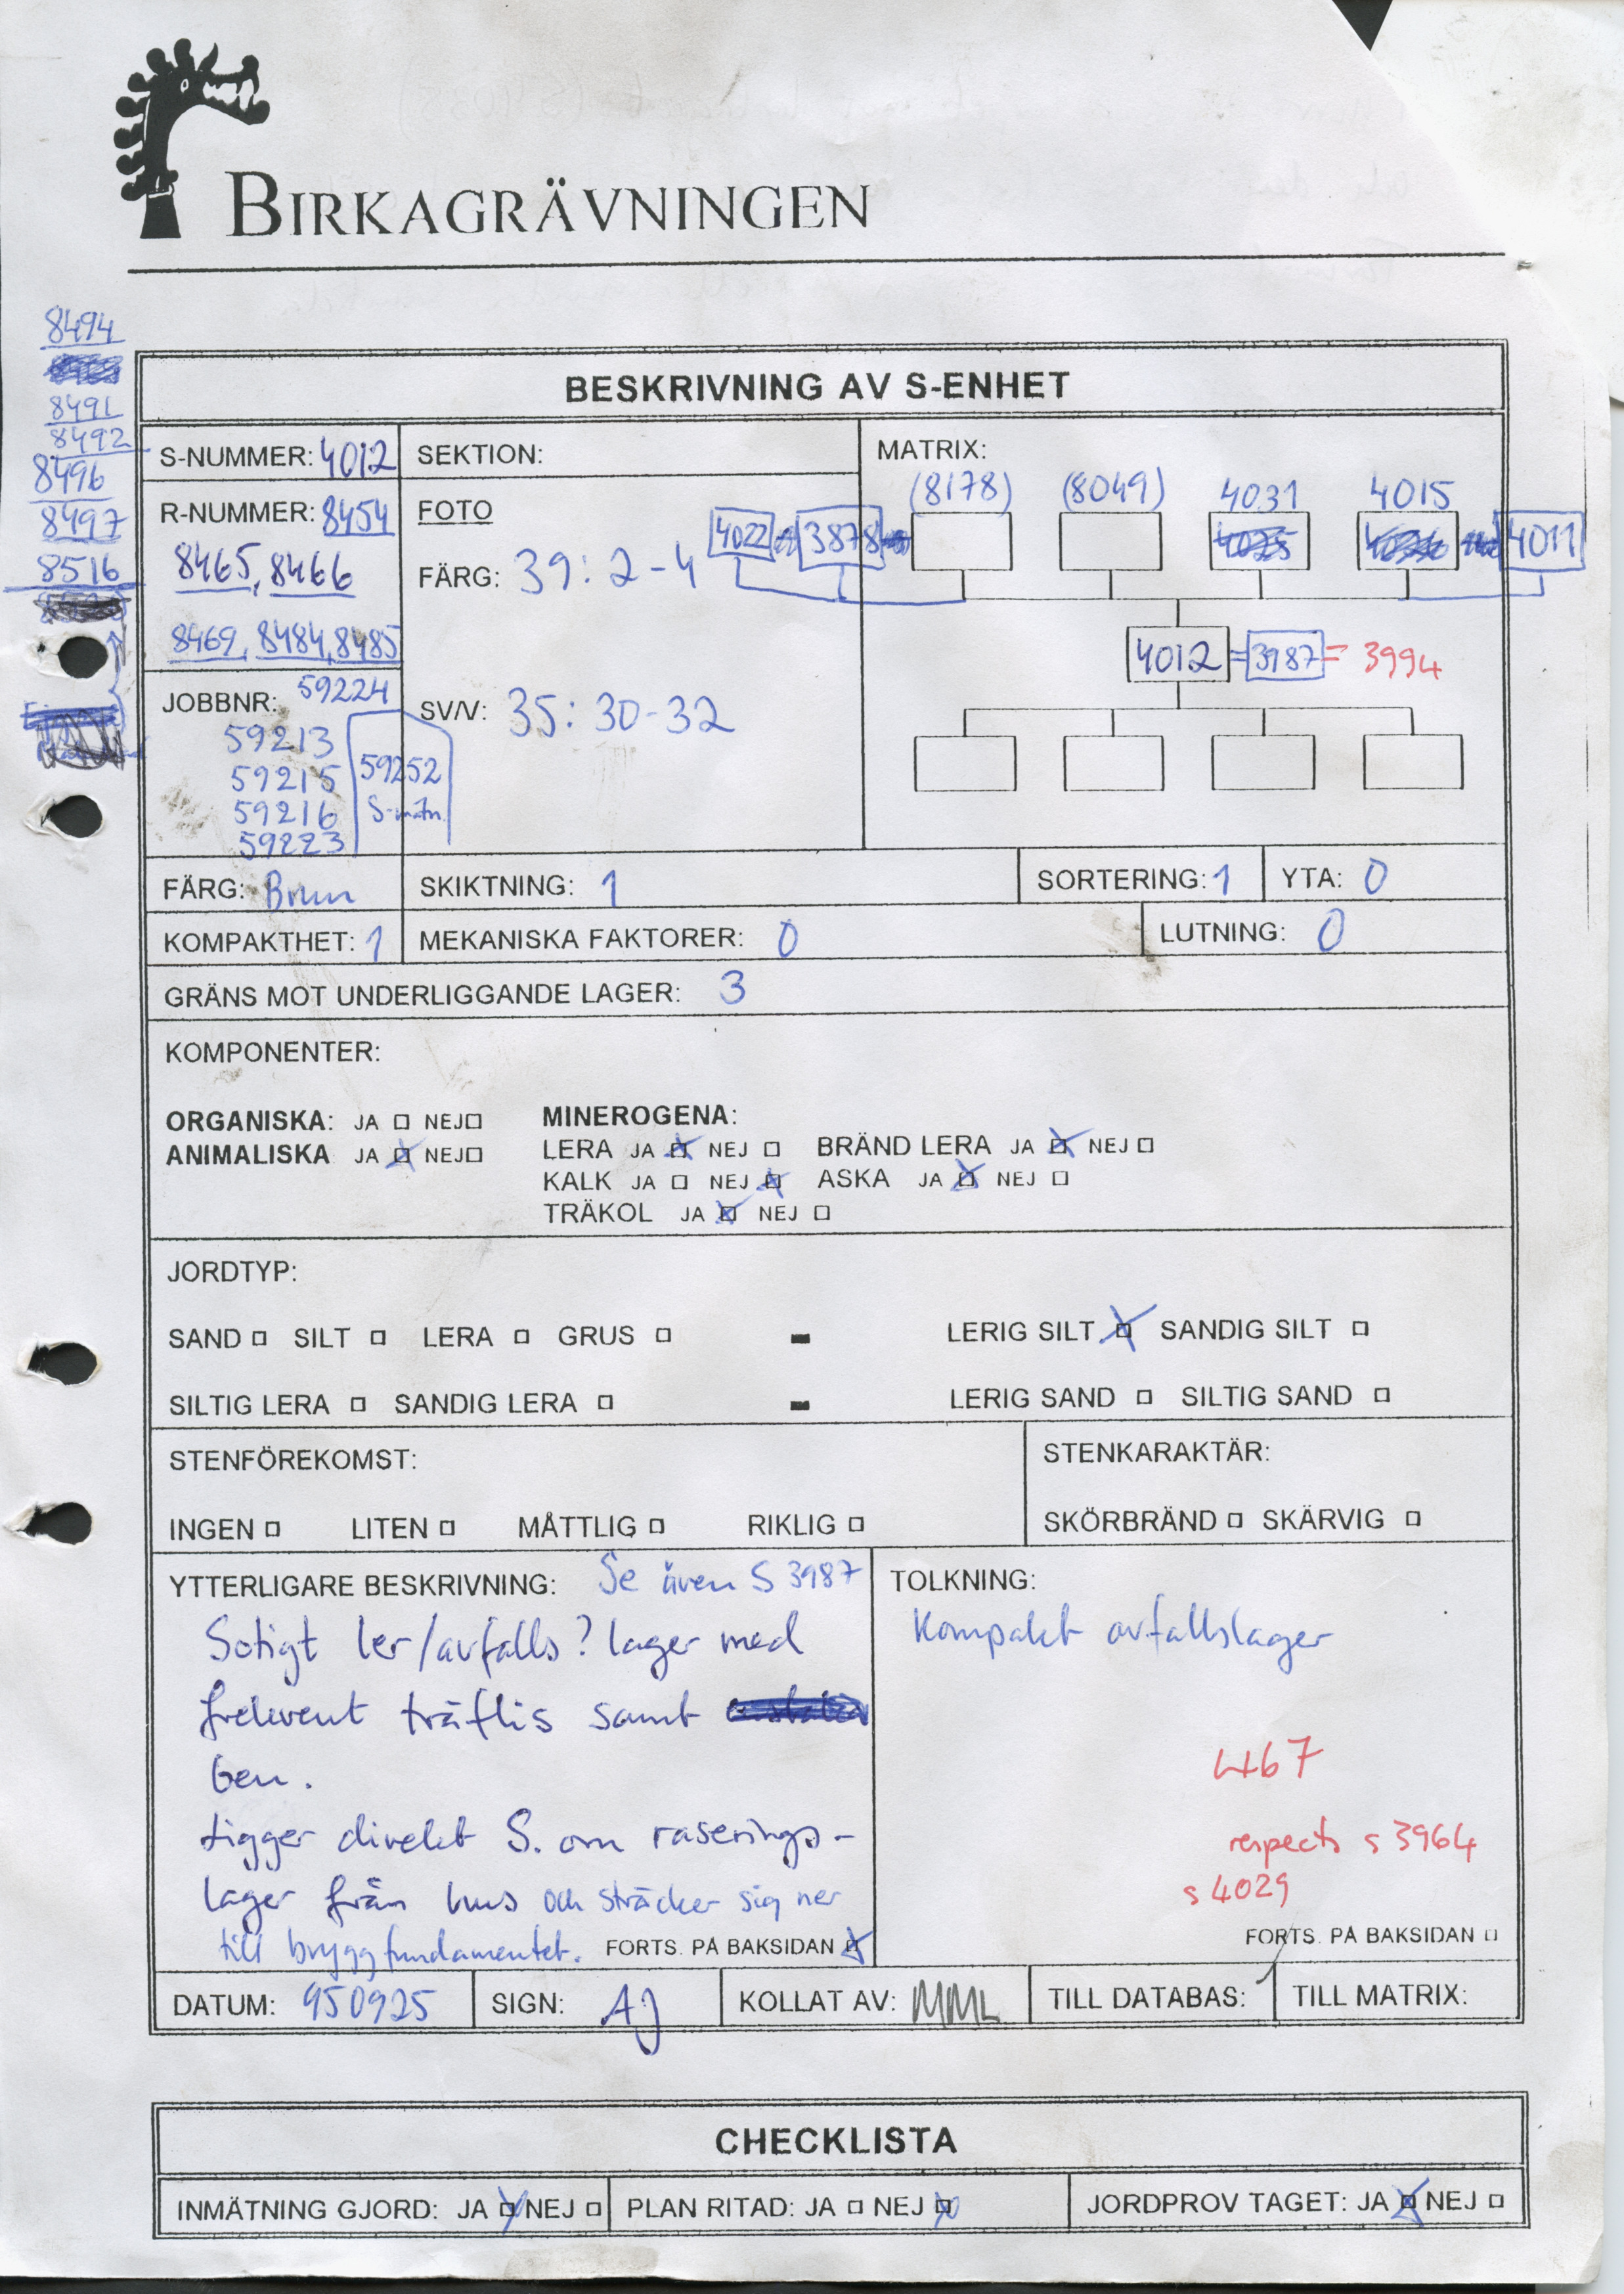 BIRKAGRÄVNINGEN
8494
8491
8492
8496
8497
8516
BESKRIVNING AV S-ENHET
S-NUMMER: 4012
SEKTION:
MATRIX:
(8178) (8049) 4031 4015
R-NUMMER: 8454
8465, 8466
8469, 8484, 8485
FOTO
FÄRG: 39: 2-4
SV/V: 35: 30-32
4022 3878 4011
4012 = 3987 = 3994
JOBBNR: 59224
59213
59215
59216
59223
59252
S-matr.
FÄRG: Brun
SKIKTNING: 1
SORTERING: 1
YTA: 0
KOMPAKTHET: 1
MEKANISKA FAKTORER: 0
LUTNING: 0
GRÄNS MOT UNDERLIGGANDE LAGER: 3
KOMPONENTER:
ORGANISKA: JA NEJ
MINEROGENA:
ANIMALISKA JA NEJ
LERA JA NEJ BRÄND LERA JA NEJ
KALK JA NEJ ASKA JA NEJ
TRÄKOL JA NEJ
JORDTYP:
SAND SILT LERA GRUS - LERIG SILT SANDIG SILT
SILTIG LERA SANDIG LERA - LERIG SAND SILTIG SAND
STENFÖREKOMST:
INGEN LITEN MÅTTLIG RIKLIG
STENKARAKTÄR:
SKÖRBRÄND SKÄRVIG
YTTERLIGARE BESKRIVNING: Se även S 3987
Sotigt ler/avfalls? lager med
frekvent träflis samt
ben.
Ligger direkt S. om raserings-
lager från hus och sträcker sig ner
till bryggfundamentet. FORTS. PÅ BAKSIDAN
TOLKNING:
Kompakt avfallslager
467
respects s 3964
s 4029
FORTS. PÅ BAKSIDAN
DATUM: 950925
SIGN: AJ
KOLLAT AV: MML
TILL DATABAS: 1
TILL MATRIX:
CHECKLISTA
INMÄTNING GJORD: JA NEJ
PLAN RITAD: JA NEJ
JORDPROV TAGET: JA NEJ